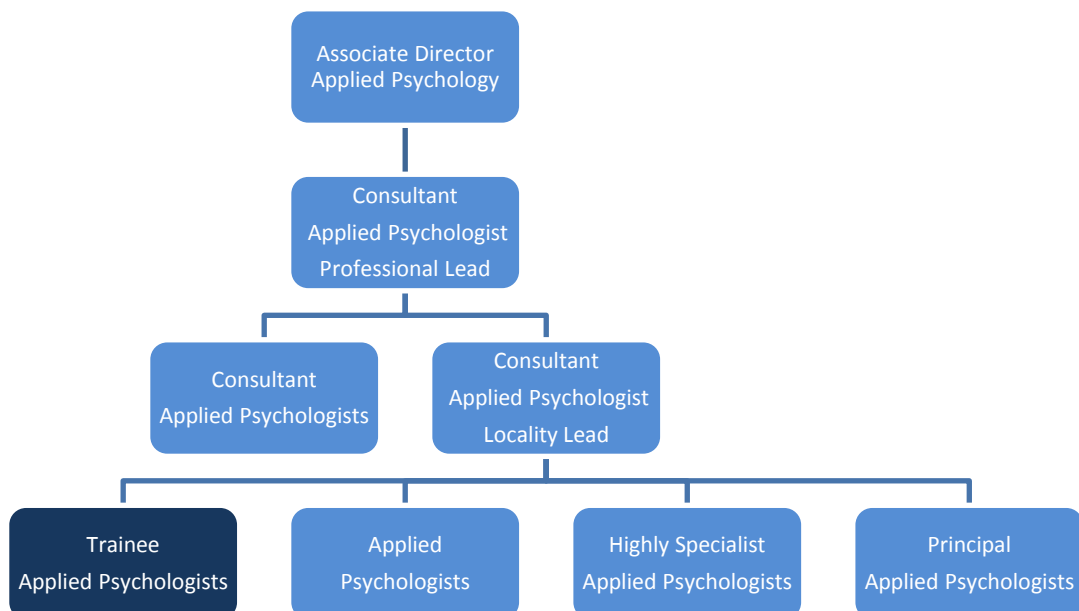 Associate Director
Applied Psychology
Consultant
Applied Psychologist
Professional Lead
Consultant
Applied Psychologists
Consultant
Applied Psychologist
Locality Lead
Trainee
Applied Psychologists
Applied
Psychologists
Highly Specialist
Applied Psychologists
Principal
Applied Psychologists